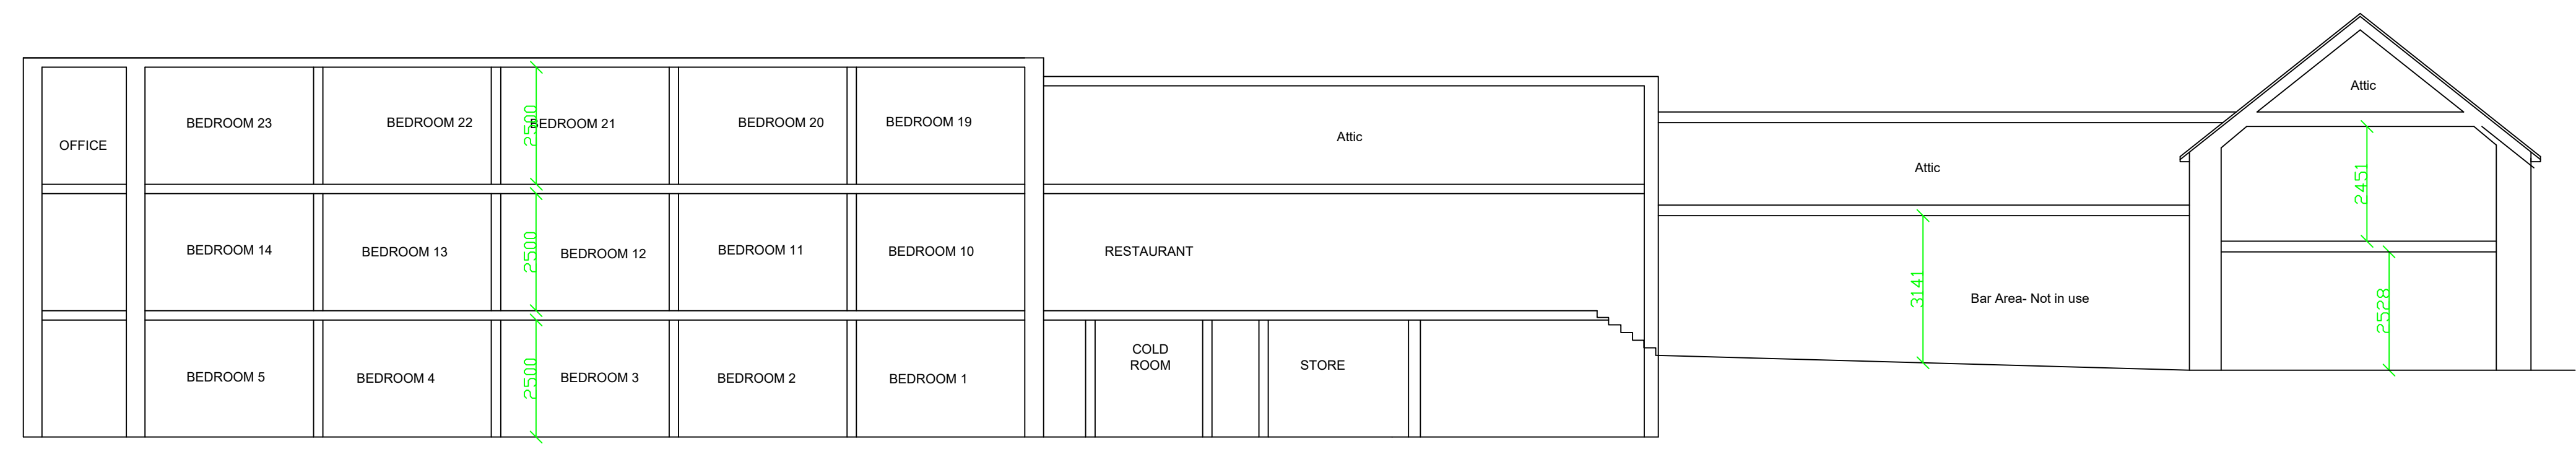 OFFICE
BEDROOM 23
BEDROOM 22
BEDROOM 21
BEDROOM 20
BEDROOM 19
2500
Attic
Attic
Attic
2451
BEDROOM 14
BEDROOM 13
BEDROOM 12
BEDROOM 11
BEDROOM 10
2500
RESTAURANT
3141
Bar Area- Not in use
2528
BEDROOM 5
BEDROOM 4
BEDROOM 3
BEDROOM 2
BEDROOM 1
2500
COLD
ROOM
STORE